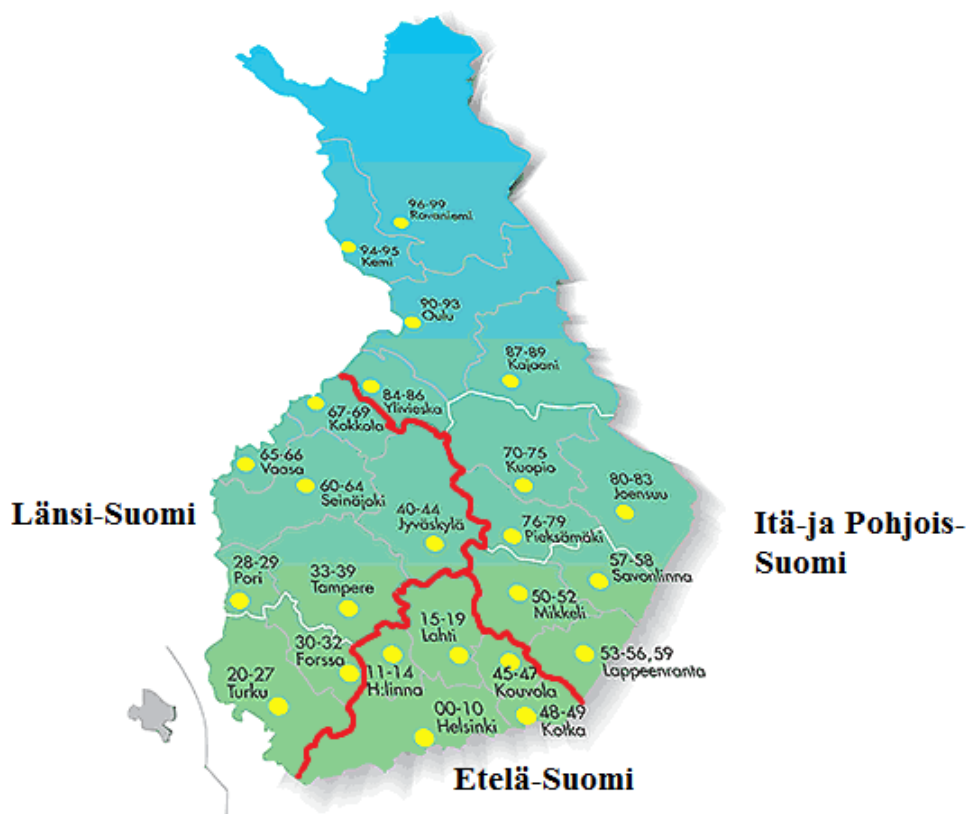 96-99
Rovaniemi
94-95
Kemi
90-93
Oulu
87-89
Kajaani
84-86
Ylivieska
67-69
Kokkola
65-66
Vaasa
60-64
Seinäjoki
70-75
Kuopio
80-83
Joensuu
40-44
Jyväskylä
76-79
Pieksämäki
Länsi-Suomi
Itä-ja Pohjois-
Suomi
28-29
Pori
33-39
Tampere
57-58
Savonlinna
50-52
Mikkeli
15-19
Lahti
30-32
Forssa
20-27
Turku
11-14
H:linna
45-47
Kouvola
53-56,59
Lappeenranta
00-10
Helsinki
48-49
Kotka
Etelä-Suomi